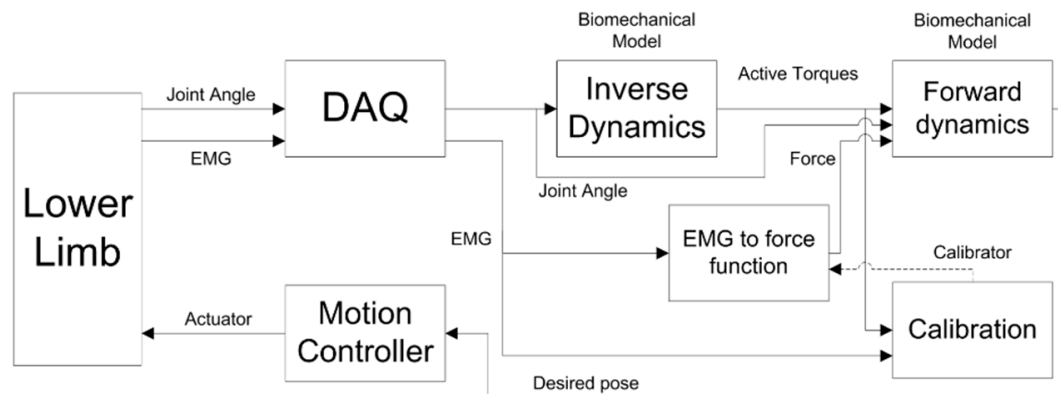 Biomechanical
Model
Biomechanical
Model
Joint Angle
DAQ
Inverse
Dynamics
Active Torques
Forward
dynamics
EMG
Joint Angle
Force
Lower
Limb
EMG
EMG to force
function
Calibrator
Actuator
Motion
Controller
Calibration
Desired pose